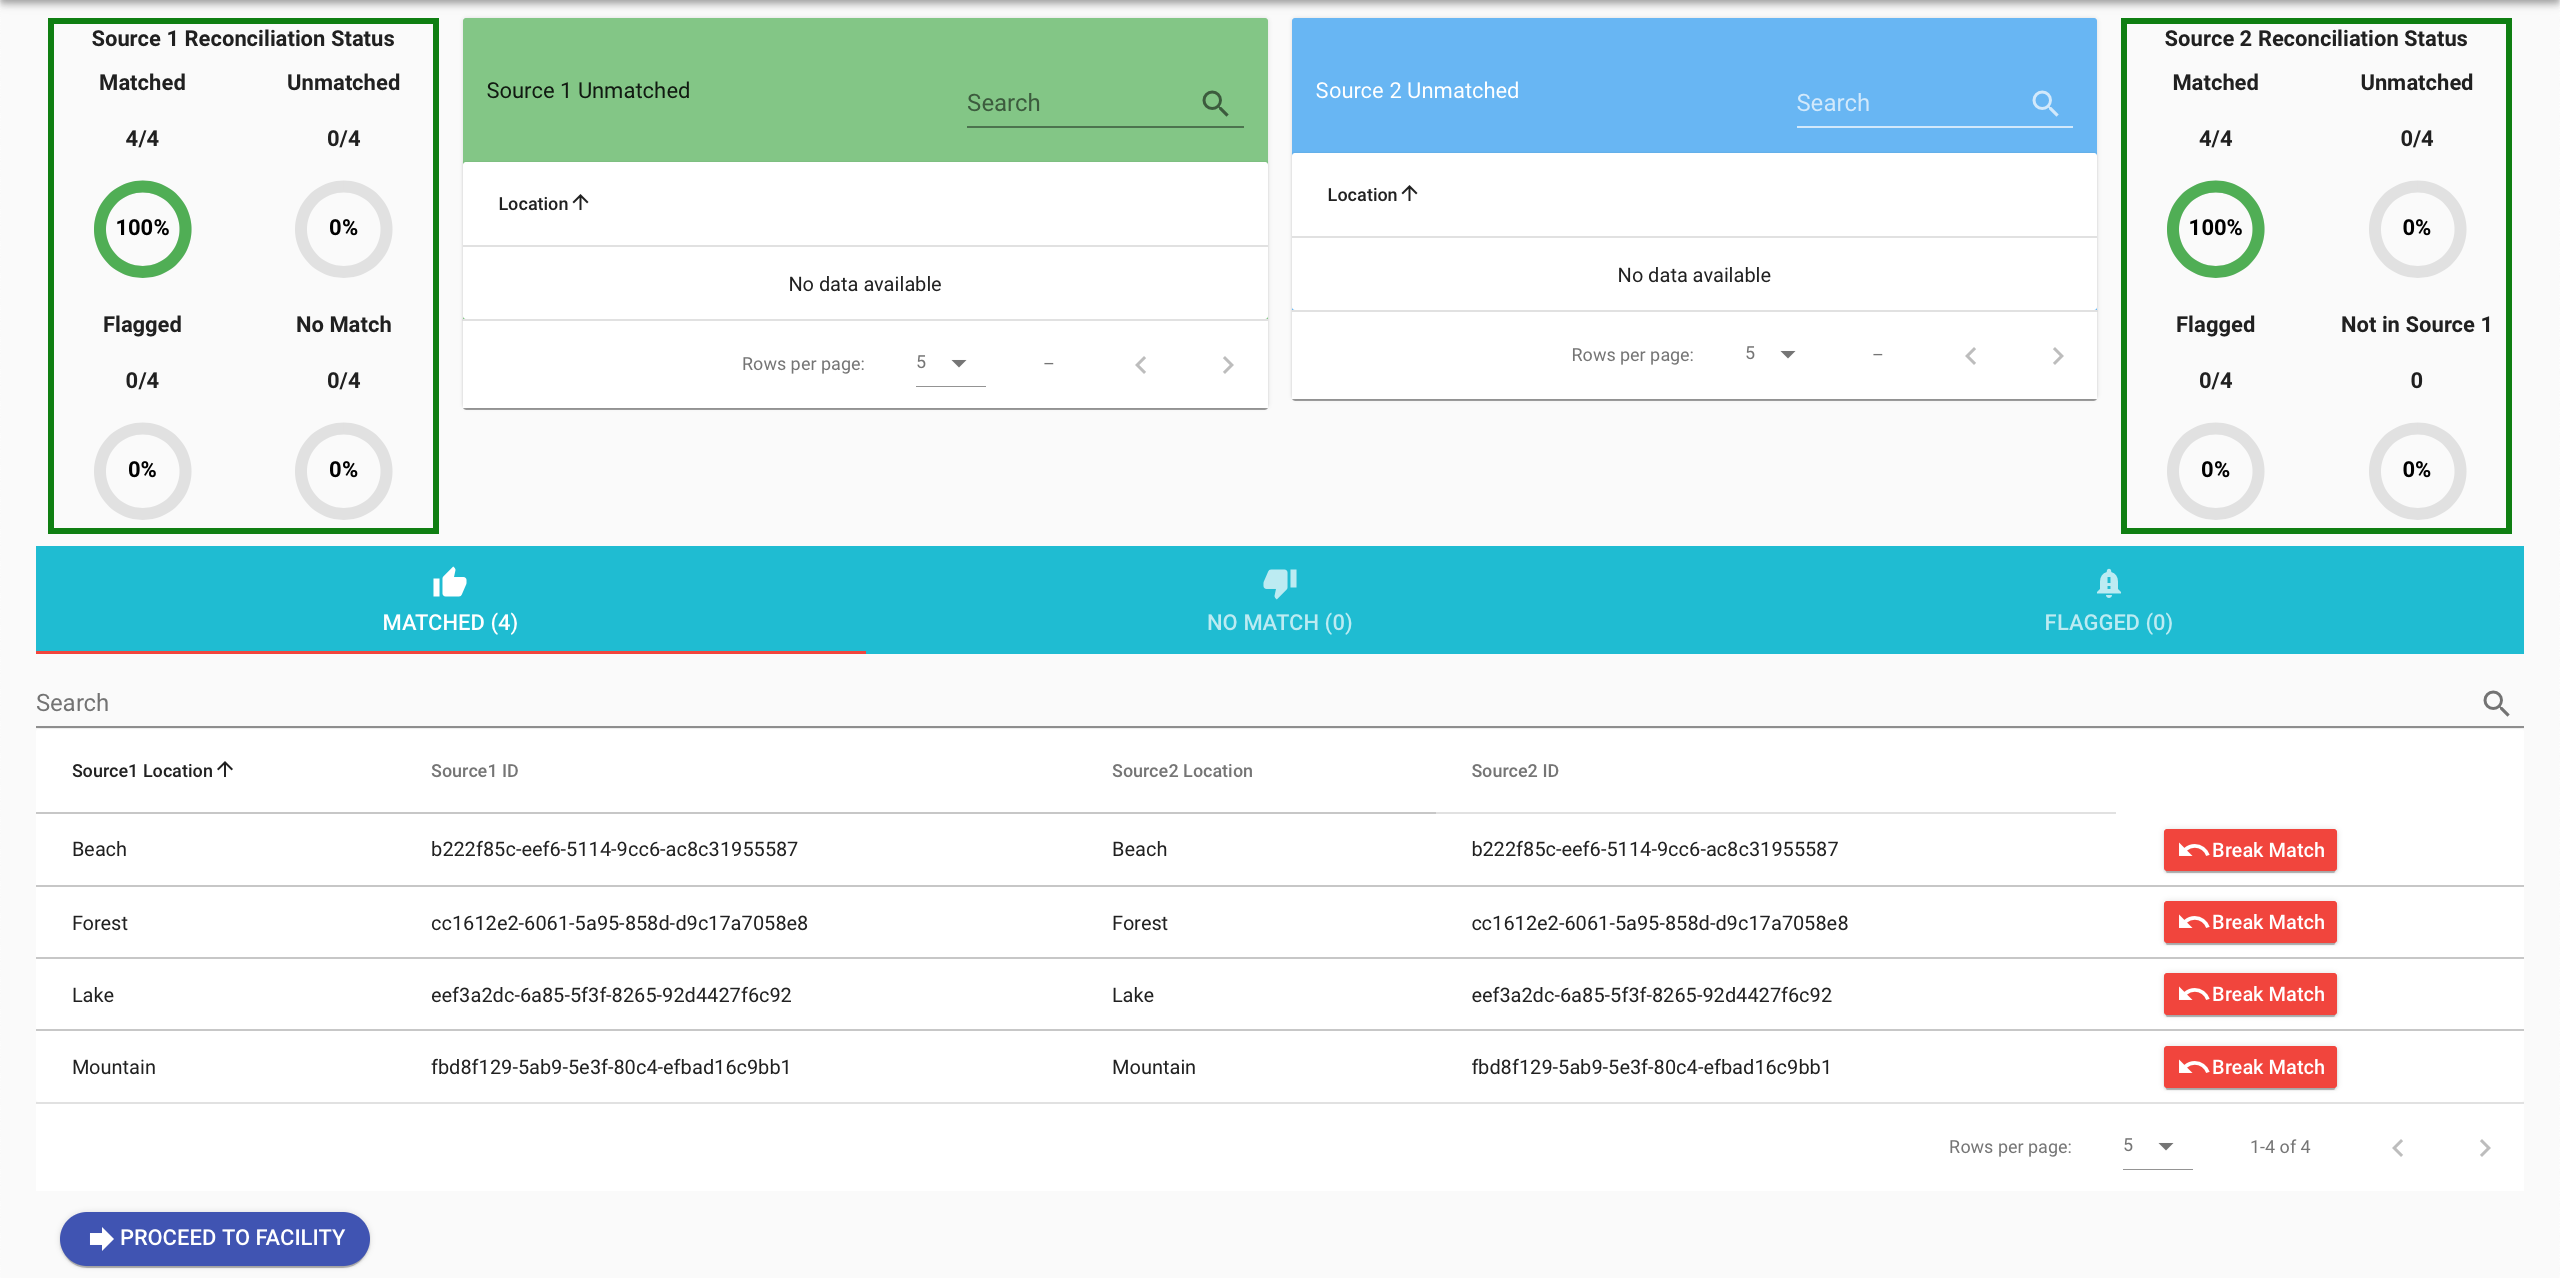 Source 1 Reconciliation Status
Matched Unmatched
4/4 0/4
100% 0%
Flagged No Match
0/4 0/4
0% 0%
Source 1 Unmatched Search
Location
No data available
Rows per page: 5 –
Source 2 Unmatched Search
Location
No data available
Rows per page: 5 –
Source 2 Reconciliation Status
Matched Unmatched
4/4 0/4
100% 0%
Flagged Not in Source 1
0/4 0
0% 0%
MATCHED (4) NO MATCH (0) FLAGGED (0)
Search
Source1 Location Source1 ID Source2 Location Source2 ID
Beach b222f85c-eef6-5114-9cc6-ac8c31955587 Beach b222f85c-eef6-5114-9cc6-ac8c31955587 Break Match
Forest cc1612e2-6061-5a95-858d-d9c17a7058e8 Forest cc1612e2-6061-5a95-858d-d9c17a7058e8 Break Match
Lake eef3a2dc-6a85-5f3f-8265-92d4427f6c92 Lake eef3a2dc-6a85-5f3f-8265-92d4427f6c92 Break Match
Mountain fbd8f129-5ab9-5e3f-80c4-efbad16c9bb1 Mountain fbd8f129-5ab9-5e3f-80c4-efbad16c9bb1 Break Match
Rows per page: 5 1-4 of 4
PROCEED TO FACILITY